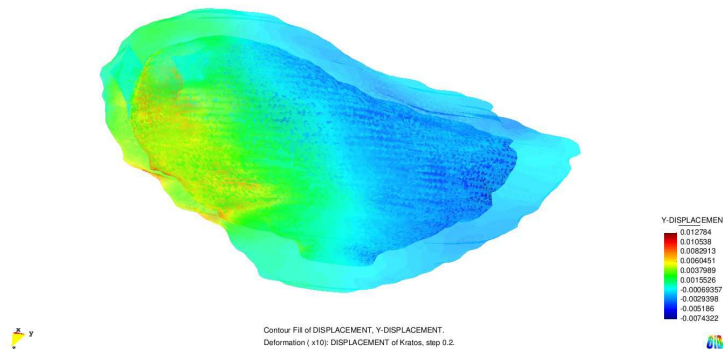 Y-DISPLACEMEN
0.012784
0.010538
0.0082913
0.0060451
0.0037989
0.0015526
-0.00069357
-0.0029398
-0.005186
-0.0074322
x
y
Contour Fill of DISPLACEMENT, Y-DISPLACEMENT.
Deformation ( x10): DISPLACEMENT of Kratos, step 0.2.
GiD